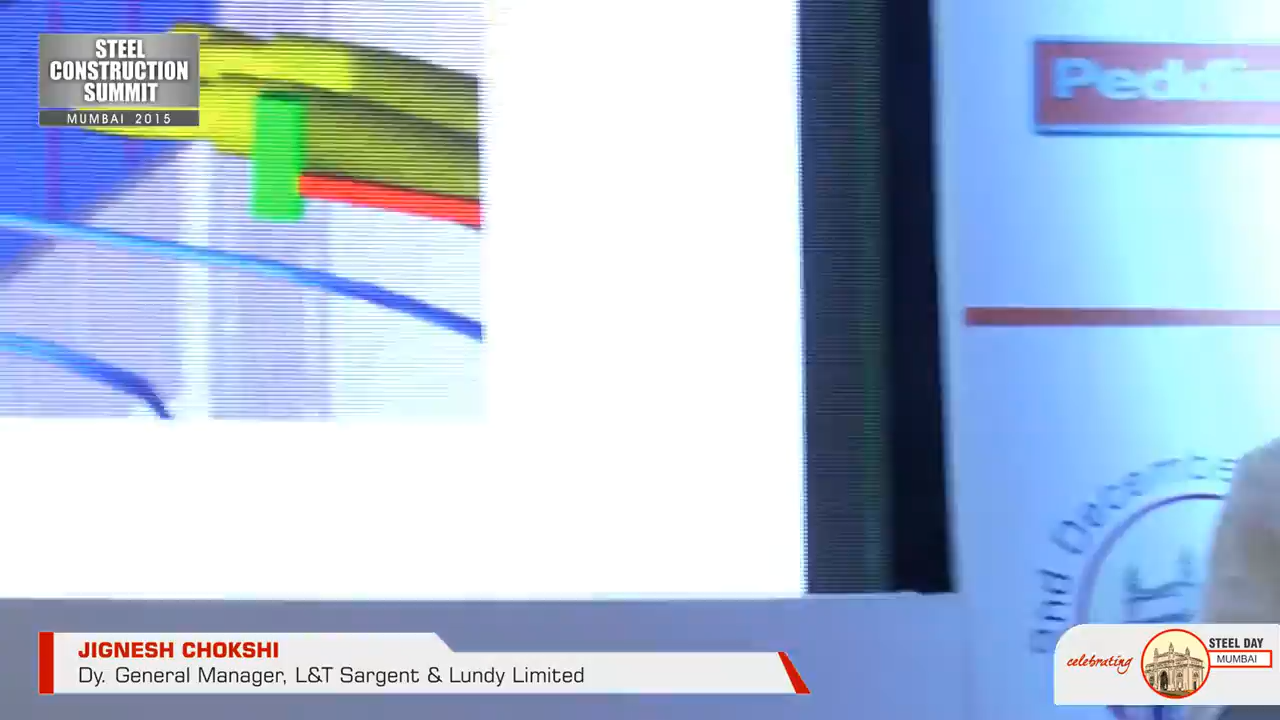 STEEL
CONSTRUCTION
SUMMIT
MUMBAI 2015
JIGNESH CHOKSHI
Dy. General Manager, L&T Sargent & Lundy Limited
celebrating
STEEL DAY
MUMBAI